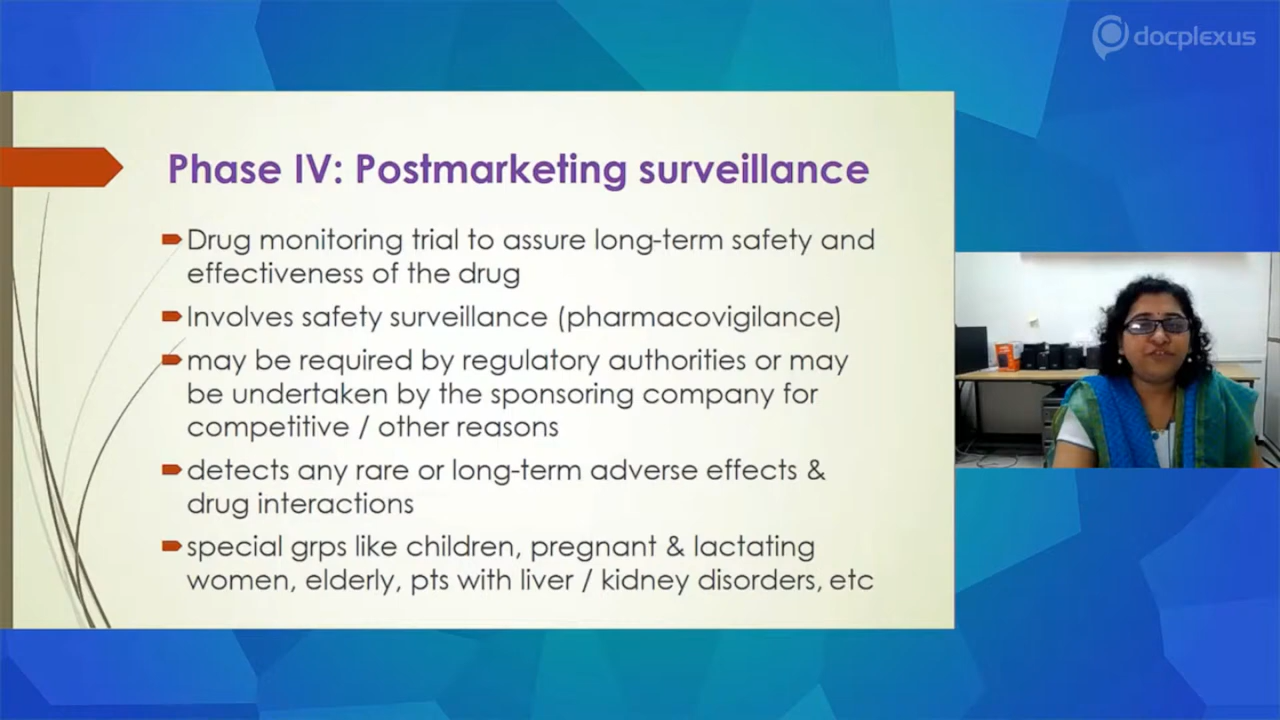 docplexus
Phase IV: Postmarketing surveillance
Drug monitoring trial to assure long-term safety and
effectiveness of the drug
Involves safety surveillance (pharmacovigilance)
may be required by regulatory authorities or may
be undertaken by the sponsoring company for
competitive / other reasons
detects any rare or long-term adverse effects &
drug interactions
special grps like children, pregnant & lactating
women, elderly, pts with liver / kidney disorders, etc